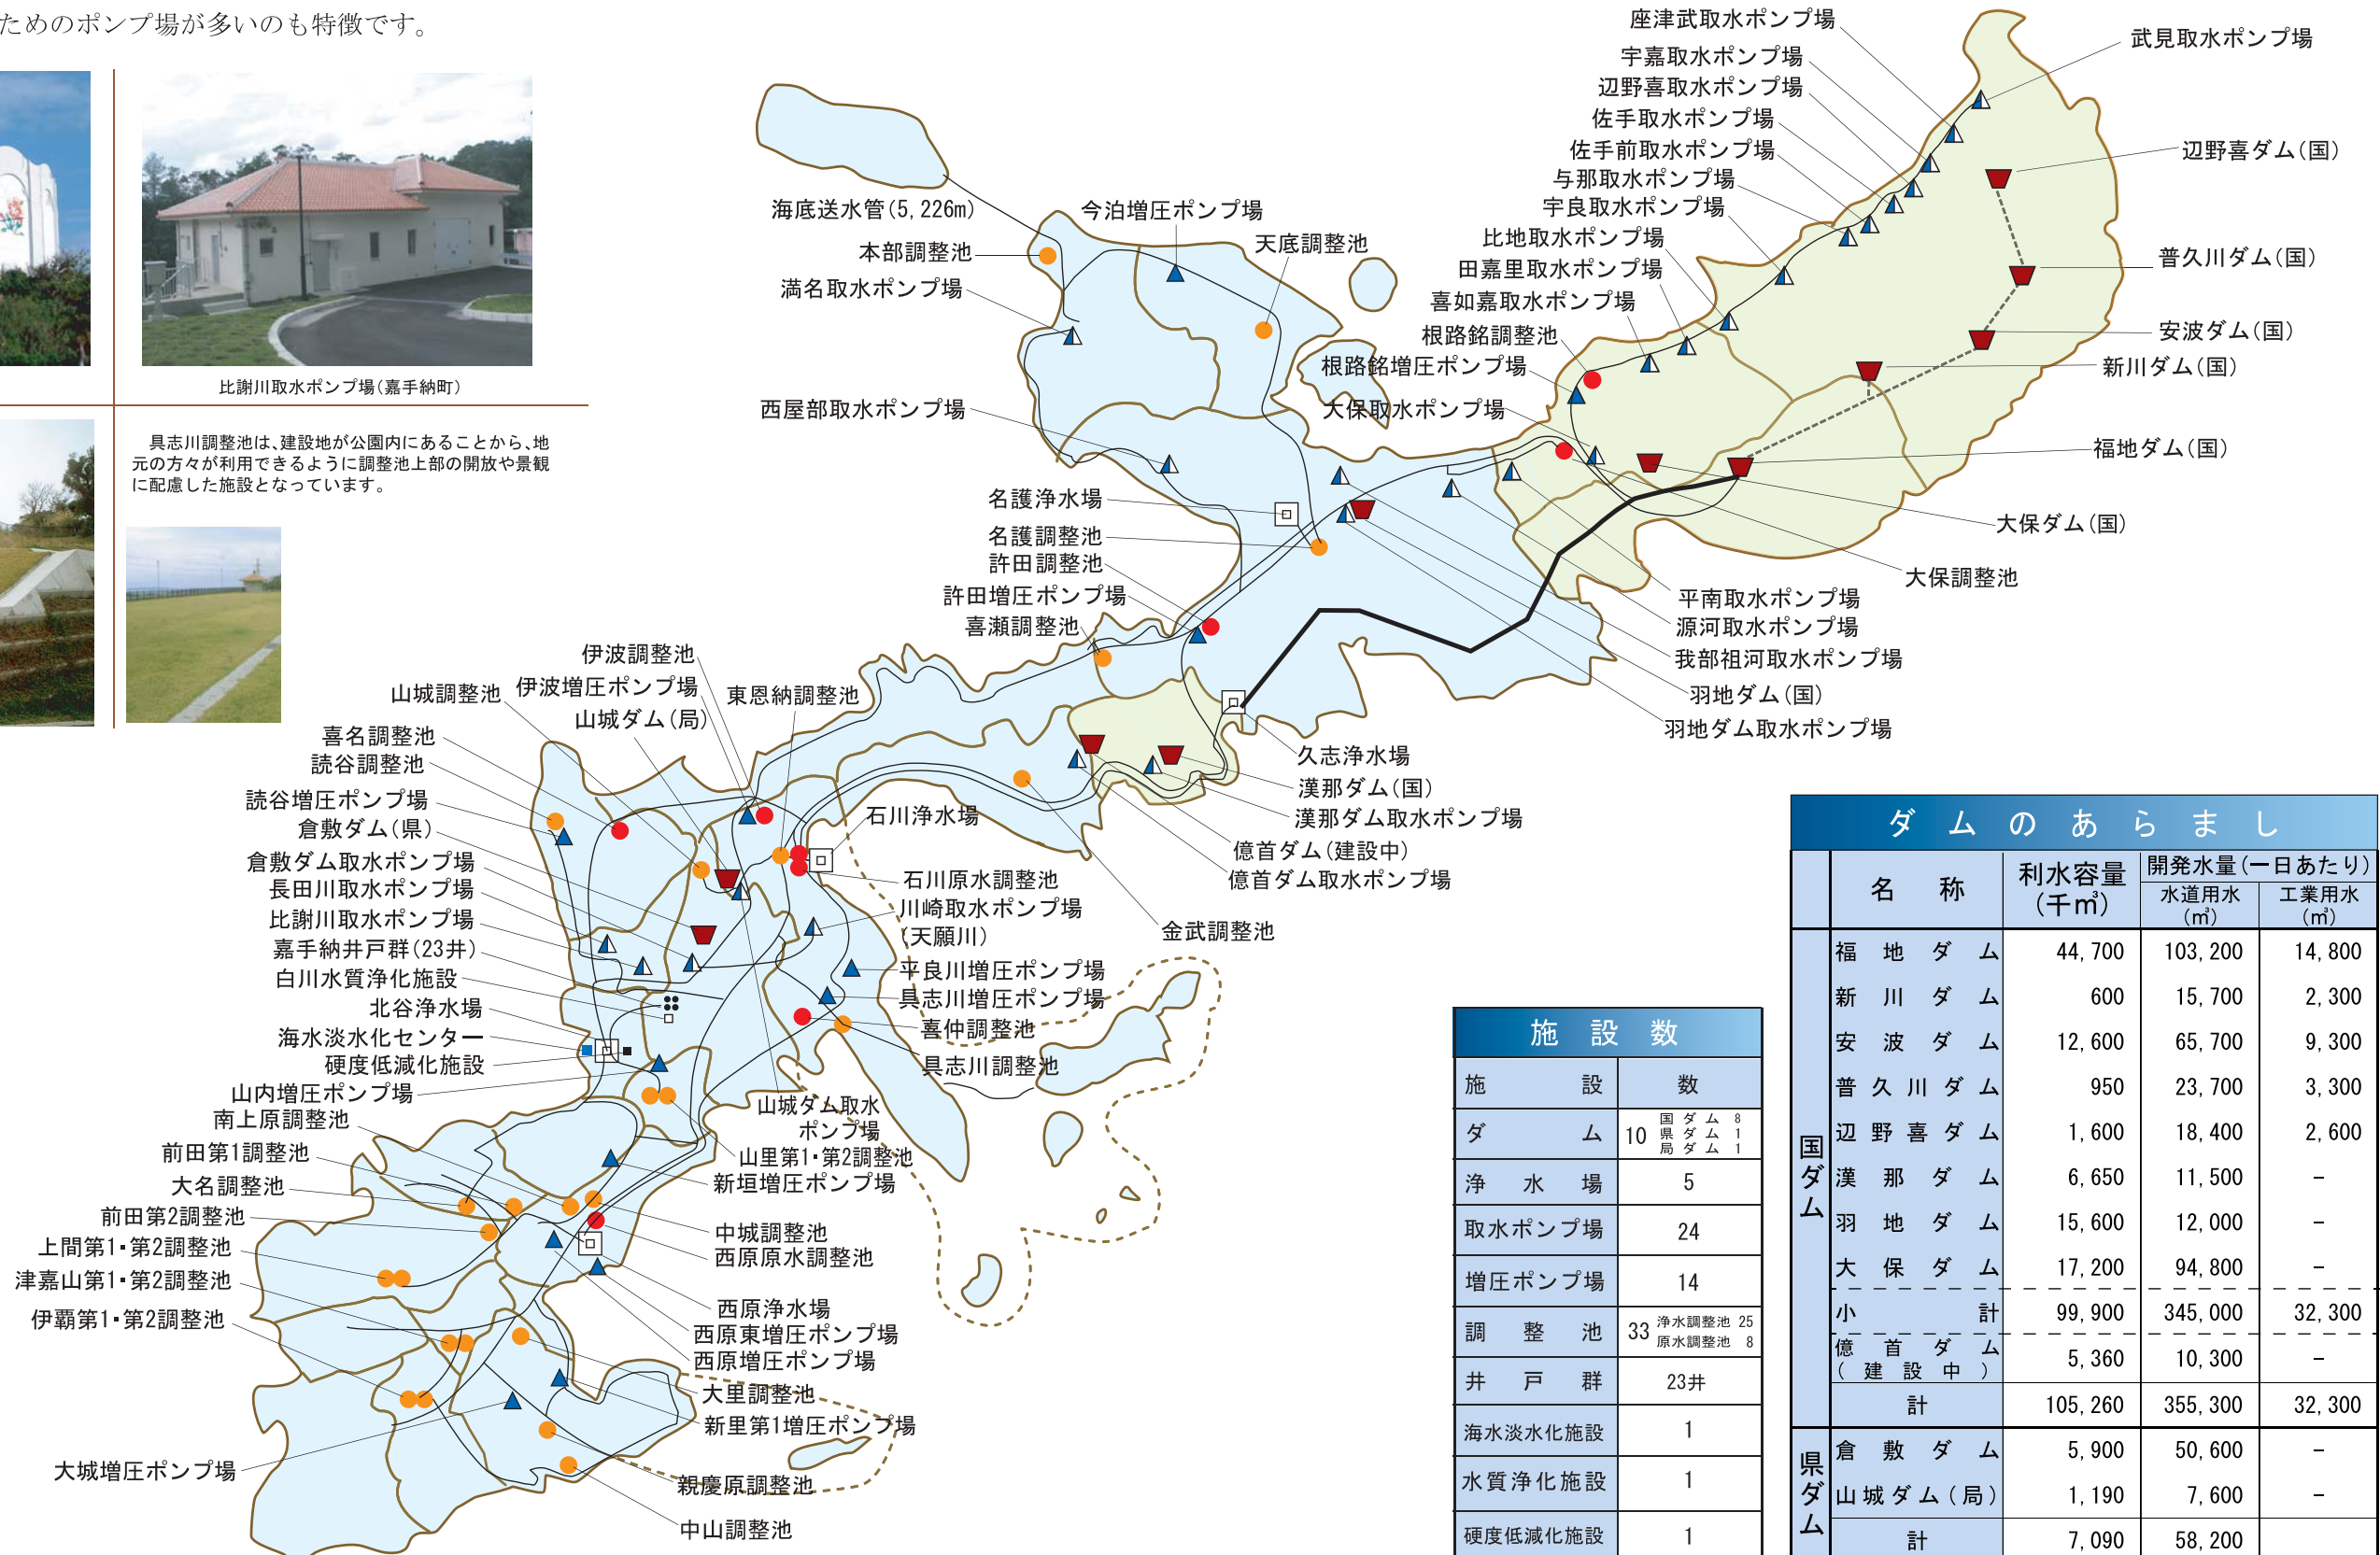 ためのポンプ場が多いのも特徴です。
比謝川取水ポンプ場(嘉手納町)
具志川調整池は、建設地が公園内にあることから、地
元の方々が利用できるように調整池上部の開放や景観
に配慮した施設となっています。
座津武取水ポンプ場
武見取水ポンプ場
宇嘉取水ポンプ場
辺野喜取水ポンプ場
佐手取水ポンプ場
佐手前取水ポンプ場
辺野喜ダム(国)
与那取水ポンプ場
宇良取水ポンプ場
比地取水ポンプ場
普久川ダム(国)
田嘉里取水ポンプ場
喜如嘉取水ポンプ場
安波ダム(国)
根路銘調整池
新川ダム(国)
根路銘増圧ポンプ場
大保取水ポンプ場
福地ダム(国)
大保ダム(国)
大保調整池
海底送水管(5,226m)
今泊増圧ポンプ場
本部調整池
天底調整池
満名取水ポンプ場
西屋部取水ポンプ場
名護浄水場
名護調整池
許田調整池
許田増圧ポンプ場
喜瀬調整池
平南取水ポンプ場
源河取水ポンプ場
我部祖河取水ポンプ場
羽地ダム(国)
羽地ダム取水ポンプ場
久志浄水場
漢那ダム(国)
漢那ダム取水ポンプ場
億首ダム(建設中)
億首ダム取水ポンプ場
金武調整池
伊波調整池
伊波増圧ポンプ場
山城調整池
東恩納調整池
山城ダム(局)
喜名調整池
読谷調整池
読谷増圧ポンプ場
倉敷ダム(県)
倉敷ダム取水ポンプ場
長田川取水ポンプ場
比謝川取水ポンプ場
嘉手納井戸群(23井)
白川水質浄化施設
北谷浄水場
海水淡水化センター
硬度低減化施設
山内増圧ポンプ場
南上原調整池
前田第1調整池
大名調整池
前田第2調整池
上間第1・第2調整池
津嘉山第1・第2調整池
伊覇第1・第2調整池
大城増圧ポンプ場
石川浄水場
石川原水調整池
川崎取水ポンプ場
(天願川)
平良川増圧ポンプ場
具志川増圧ポンプ場
喜仲調整池
具志川調整池
山城ダム取水
ポンプ場
山里第1・第2調整池
新垣増圧ポンプ場
中城調整池
西原原水調整池
西原浄水場
西原東増圧ポンプ場
西原増圧ポンプ場
大里調整池
新里第1増圧ポンプ場
親慶原調整池
中山調整池
施設数
施設 数
ダム 10 国ダム 8
県ダム 1
局ダム 1
浄水場 5
取水ポンプ場 24
増圧ポンプ場 14
調整池 33 浄水調整池 25
原水調整池 8
井戸群 23井
海水淡水化施設 1
水質浄化施設 1
硬度低減化施設 1
ダムのあらまし
名称 利水容量(千㎥) 開発水量(一日あたり)
水道用水(㎥) 工業用水(㎥)
国ダム
福地ダム 44,700 103,200 14,800
新川ダム 600 15,700 2,300
安波ダム 12,600 65,700 9,300
普久川ダム 950 23,700 3,300
辺野喜ダム 1,600 18,400 2,600
漢那ダム 6,650 11,500 -
羽地ダム 15,600 12,000 -
大保ダム 17,200 94,800 -
小計 99,900 345,000 32,300
億首ダム(建設中) 5,360 10,300 -
計 105,260 355,300 32,300
県ダム
倉敷ダム 5,900 50,600 -
山城ダム(局) 1,190 7,600 -
計 7,090 58,200